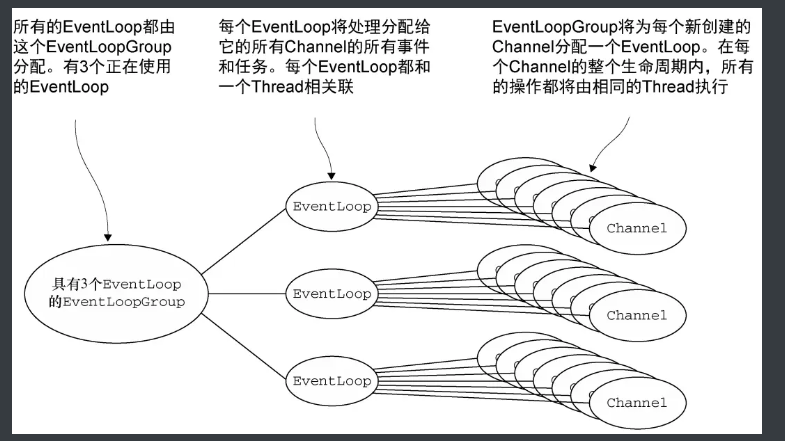 所有的EventLoop都由
这个EventLoopGroup
分配。有3个正在使用
的EventLoop
每个EventLoop将处理分配给
它的所有Channel的所有事件
和任务。每个EventLoop都和
一个Thread相关联
EventLoopGroup将为每个新创建的
Channel分配一个EventLoop。在每
个Channel的整个生命周期内，所有
的操作都将由相同的Thread执行
EventLoop
Channel
具有3个EventLoop
的EventLoopGroup
EventLoop
Channel
EventLoop
Channel